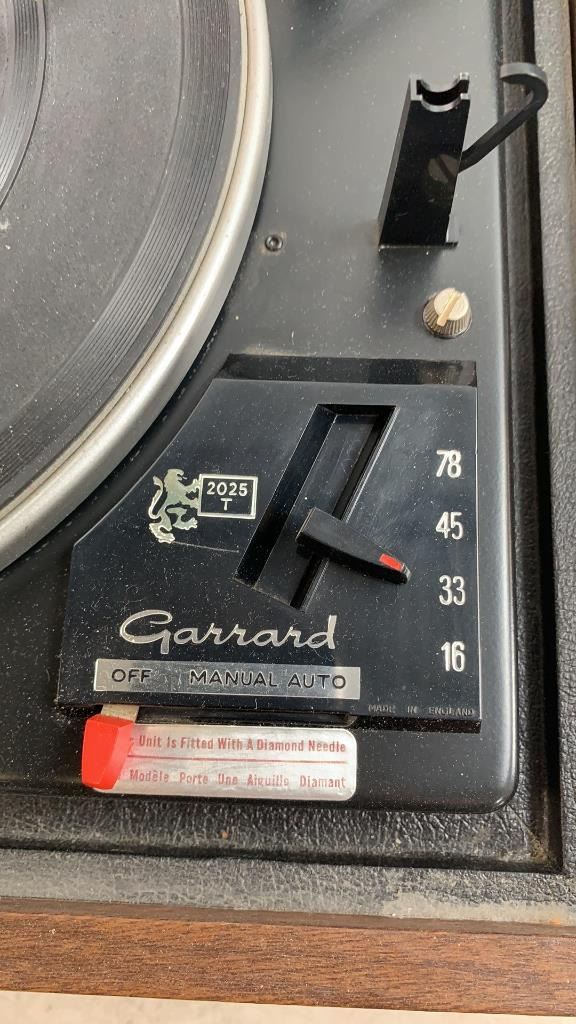 78
45
33
16
2025
T
Garrard
OFF MANUAL AUTO
MADE IN ENGLAND
Unit Is Fitted With A Diamond Needle
Modèle Porte Une Aiguille Diamant